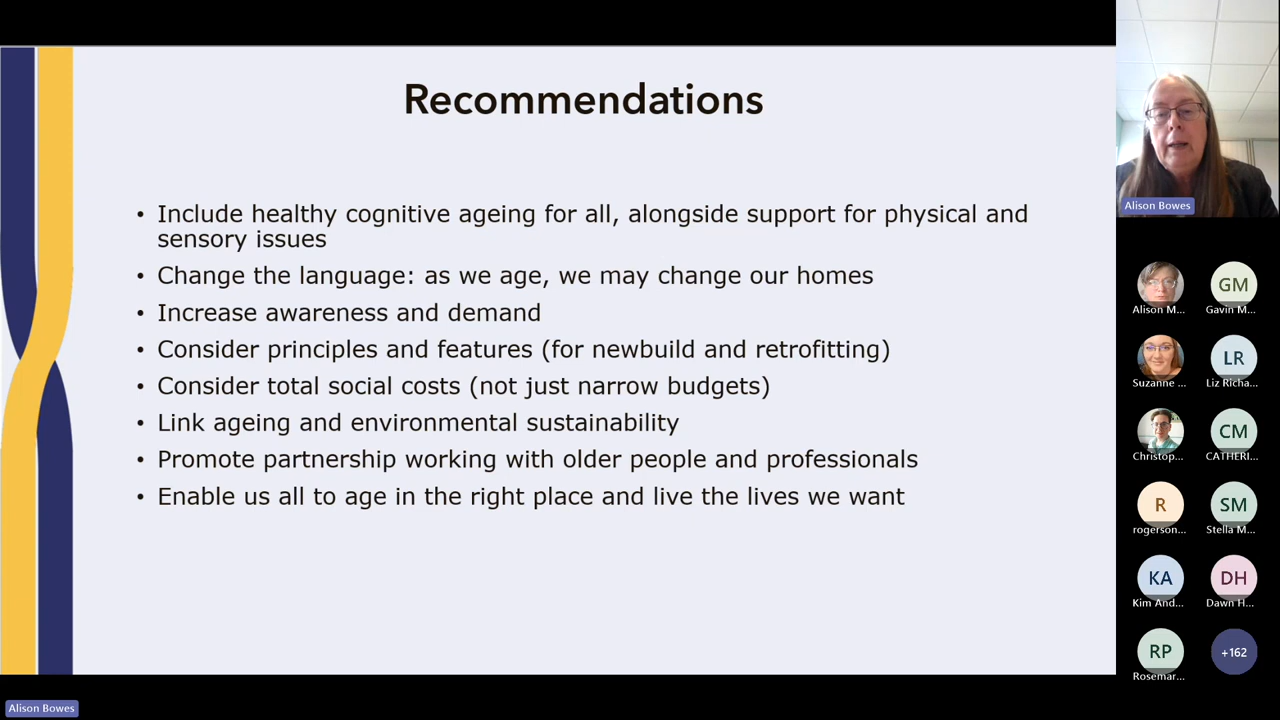 Recommendations
• Include healthy cognitive ageing for all, alongside support for physical and
sensory issues
• Change the language: as we age, we may change our homes
• Increase awareness and demand
• Consider principles and features (for newbuild and retrofitting)
• Consider total social costs (not just narrow budgets)
• Link ageing and environmental sustainability
• Promote partnership working with older people and professionals
• Enable us all to age in the right place and live the lives we want
Alison Bowes
Alison M...
GM
Gavin M...
Suzanne ...
LR
Liz Richa...
Christop...
CM
CATHERI...
R
rogerson...
SM
Stella M...
KA
Kim And...
DH
Dawn H...
RP
Rosemar...
+162
Alison Bowes